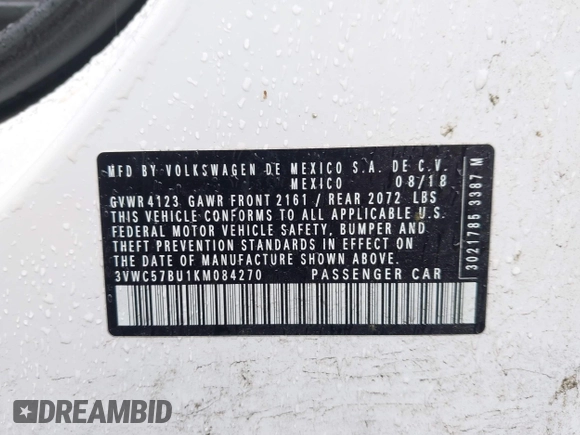 MFD BY VOLKSWAGEN DE MEXICO S.A. DE C.V.
MEXICO 08/18
GVWR 4123 GAWR FRONT 2161 / REAR 2072 LBS
THIS VEHICLE CONFORMS TO ALL APPLICABLE U.S.
FEDERAL MOTOR VEHICLE SAFETY, BUMPER AND
THEFT PREVENTION STANDARDS IN EFFECT ON
THE DATE OF MANUFACTURE SHOWN ABOVE.
3VWC57BU1KM084270 PASSENGER CAR
3021785 3387 M
DREAMBID